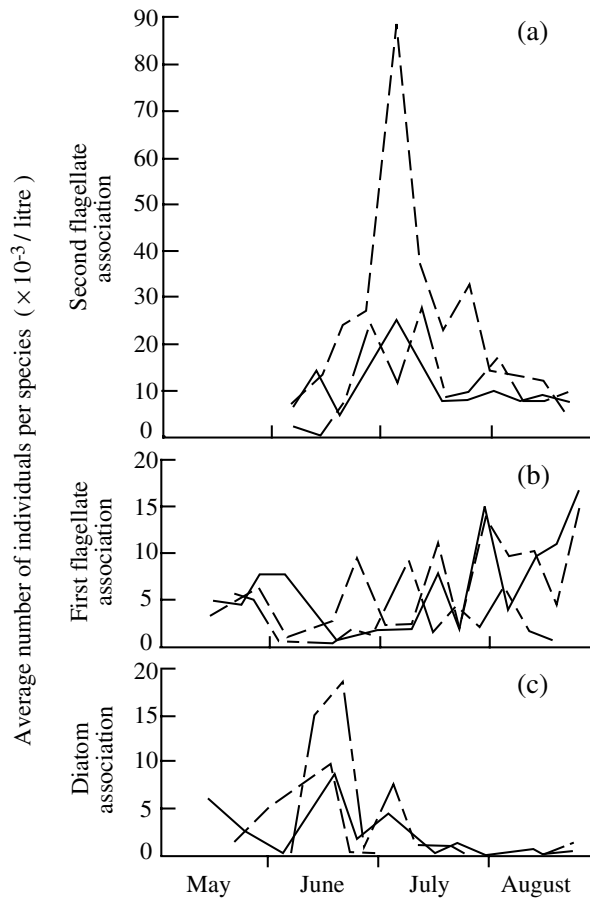 Average number of individuals per species (×10⁻³/ litre )
Second flagellate
association
(a)
90
80
70
60
50
40
30
20
10
0
First flagellate
association
(b)
20
15
10
5
0
Diatom
association
(c)
20
15
10
5
0
May June July August